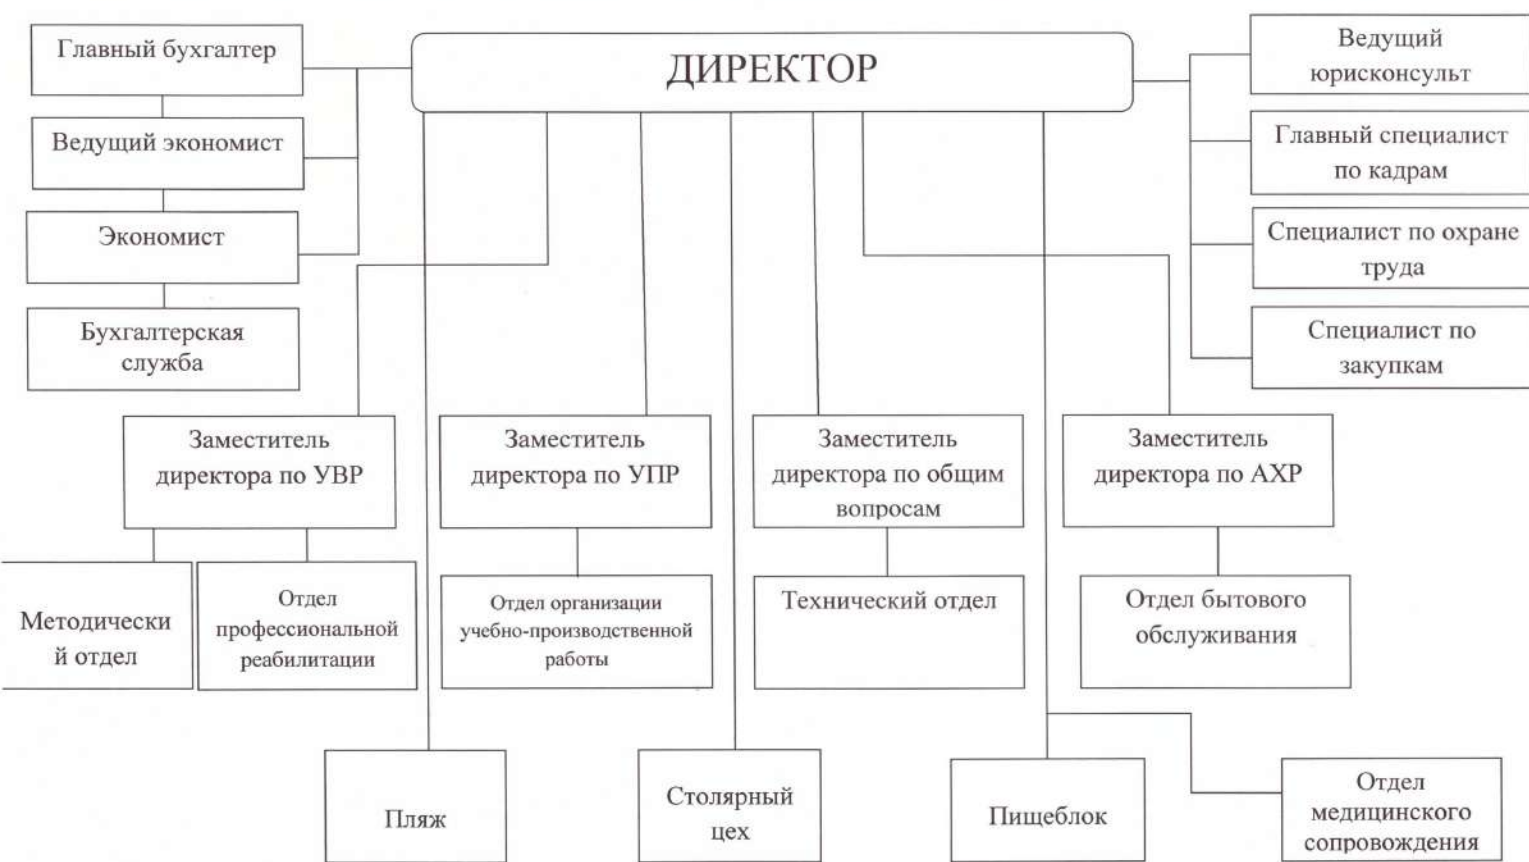 Главный бухгалтер
ДИРЕКТОР
Ведущий
юрисконсульт
Ведущий экономист
Главный специалист
по кадрам
Экономист
Специалист по охране
труда
Бухгалтерская
служба
Специалист по
закупкам
Заместитель
директора по УВР
Заместитель
директора по УПР
Заместитель
директора по общим
вопросам
Заместитель
директора по АХР
Методически
й отдел
Отдел
профессиональной
реабилитации
Отдел организации
учебно-производственной
работы
Технический отдел
Отдел бытового
обслуживания
Пляж
Столярный
цех
Пищеблок
Отдел
медицинского
сопровождения